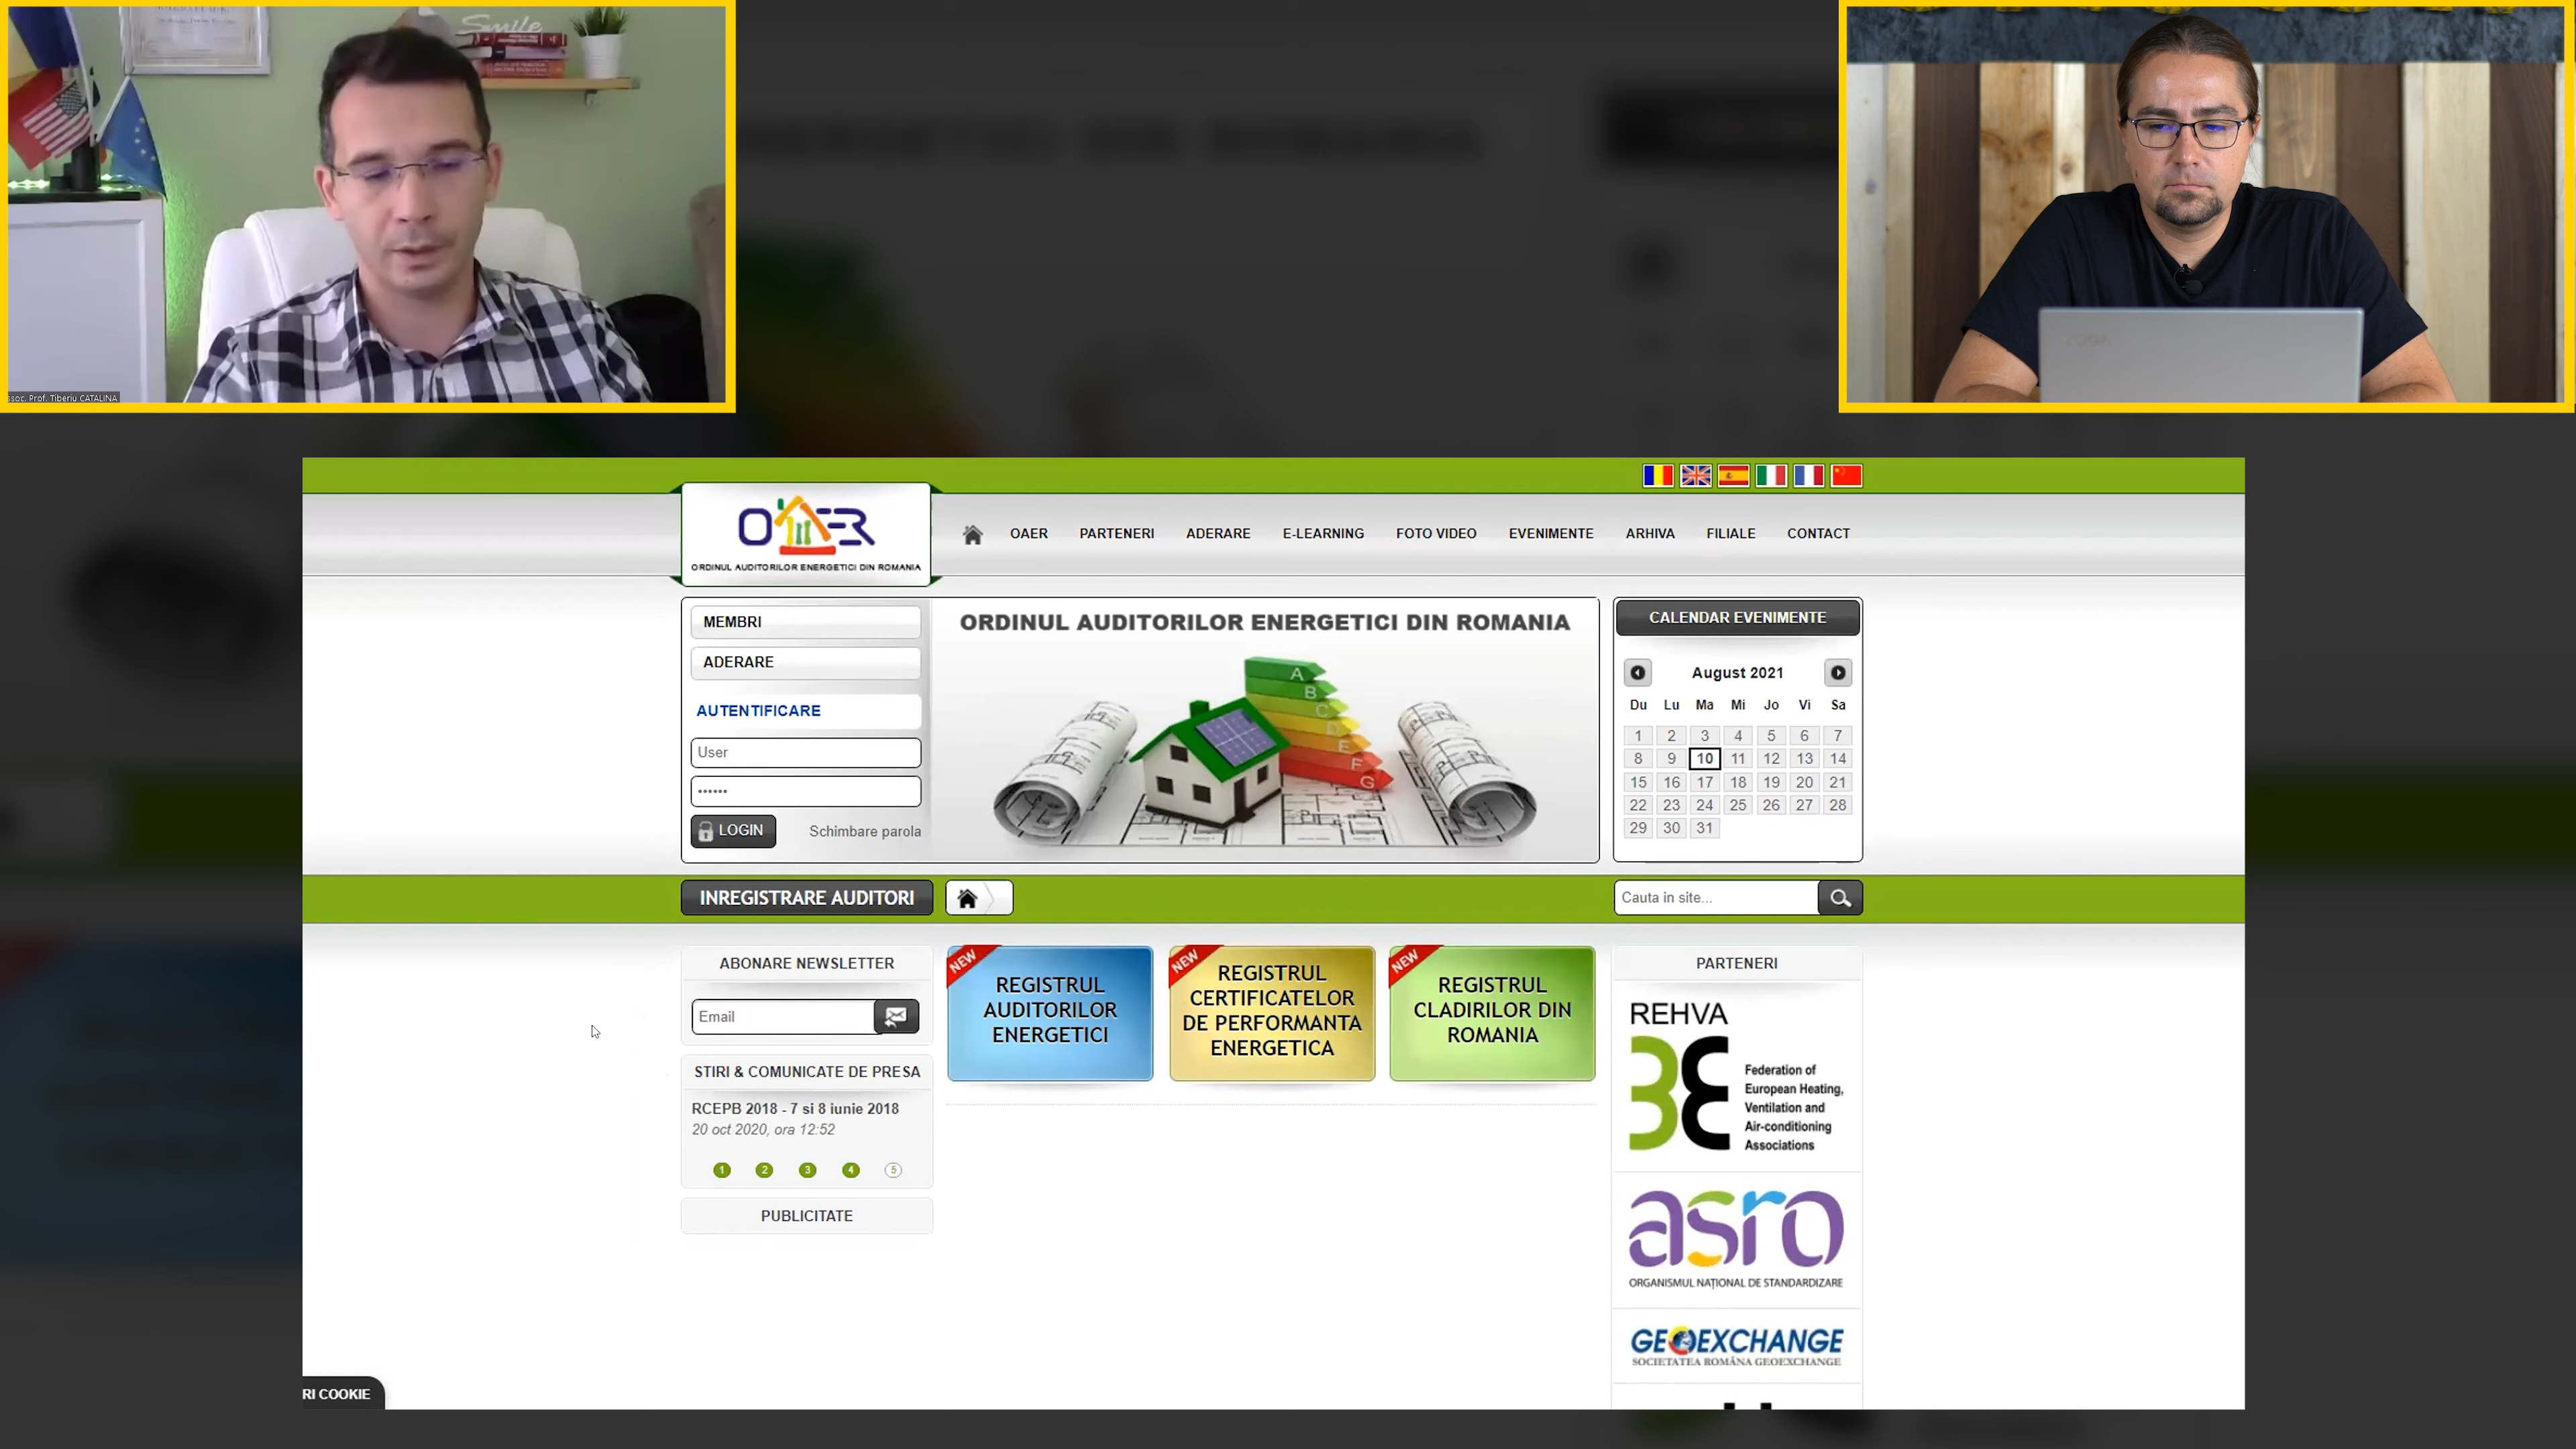 Smile
ssoc. Prof. Tiberiu CATALINA
YOGA
OAER
ORDINUL AUDITORILOR ENERGETICI DIN ROMANIA
OAER PARTENERI ADERARE E-LEARNING FOTO VIDEO EVENIMENTE ARHIVA FILIALE CONTACT
MEMBRI
ADERARE
AUTENTIFICARE
User
LOGIN Schimbare parola
ORDINUL AUDITORILOR ENERGETICI DIN ROMANIA
A
B
C
D
E
F
G
CALENDAR EVENIMENTE
August 2021
Du Lu Ma Mi Jo Vi Sa
1 2 3 4 5 6 7
8 9 10 11 12 13 14
15 16 17 18 19 20 21
22 23 24 25 26 27 28
29 30 31
INREGISTRARE AUDITORI
Cauta in site...
ABONARE NEWSLETTER
Email
STIRI & COMUNICATE DE PRESA
RCEPB 2018 - 7 si 8 iunie 2018
20 oct 2020, ora 12:52
1 2 3 4 5
PUBLICITATE
NEW
REGISTRUL
AUDITORILOR
ENERGETICI
NEW
REGISTRUL
CERTIFICATELOR
DE PERFORMANTA
ENERGETICA
NEW
REGISTRUL
CLADIRILOR DIN
ROMANIA
PARTENERI
REHVA
Federation of
European Heating,
Ventilation and
Air-conditioning
Associations
asro
ORGANISMUL NAȚIONAL DE STANDARDIZARE
GEOEXCHANGE
SOCIETATEA ROMÂNA GEOEXCHANGE
RI COOKIE